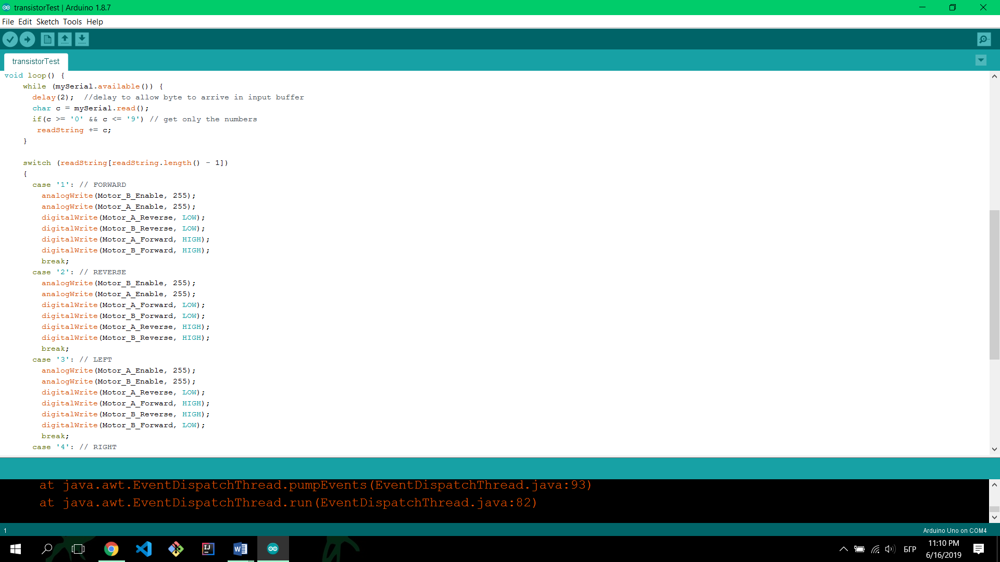 transistorTest | Arduino 1.8.7
File Edit Sketch Tools Help
transistorTest
void loop() {
    while (mySerial.available()) {
      delay(2);  //delay to allow byte to arrive in input buffer
      char c = mySerial.read();
      if(c >= '0' && c <= '9') // get only the numbers
       readString += c;
    }
    switch (readString[readString.length() - 1])
    {
      case '1': // FORWARD
        analogWrite(Motor_B_Enable, 255);
        analogWrite(Motor_A_Enable, 255);
        digitalWrite(Motor_A_Reverse, LOW);
        digitalWrite(Motor_B_Reverse, LOW);
        digitalWrite(Motor_A_Forward, HIGH);
        digitalWrite(Motor_B_Forward, HIGH);
        break;
      case '2': // REVERSE
        analogWrite(Motor_B_Enable, 255);
        analogWrite(Motor_A_Enable, 255);
        digitalWrite(Motor_A_Forward, LOW);
        digitalWrite(Motor_B_Forward, LOW);
        digitalWrite(Motor_A_Reverse, HIGH);
        digitalWrite(Motor_B_Reverse, HIGH);
        break;
      case '3': // LEFT
        analogWrite(Motor_A_Enable, 255);
        analogWrite(Motor_B_Enable, 255);
        digitalWrite(Motor_A_Reverse, LOW);
        digitalWrite(Motor_A_Forward, HIGH);
        digitalWrite(Motor_B_Reverse, HIGH);
        digitalWrite(Motor_B_Forward, LOW);
        break;
      case '4': // RIGHT
at java.awt.EventDispatchThread.pumpEvents(EventDispatchThread.java:93)
at java.awt.EventDispatchThread.run(EventDispatchThread.java:82)
1
Arduino Uno on COM4
БГР
11:10 PM
6/16/2019